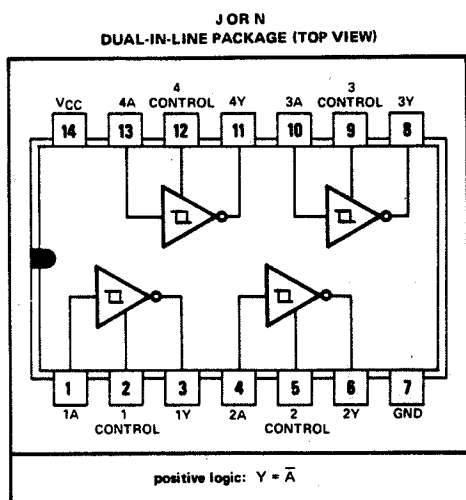 J OR N
DUAL-IN-LINE PACKAGE (TOP VIEW)
4 3
VCC 4A CONTROL 4Y 3A CONTROL 3Y
14 13 12 11 10 9 8
1 2 3 4 5 6 7
1A 1 1Y 2A 2 2Y GND
CONTROL CONTROL
positive logic: Y = A̅